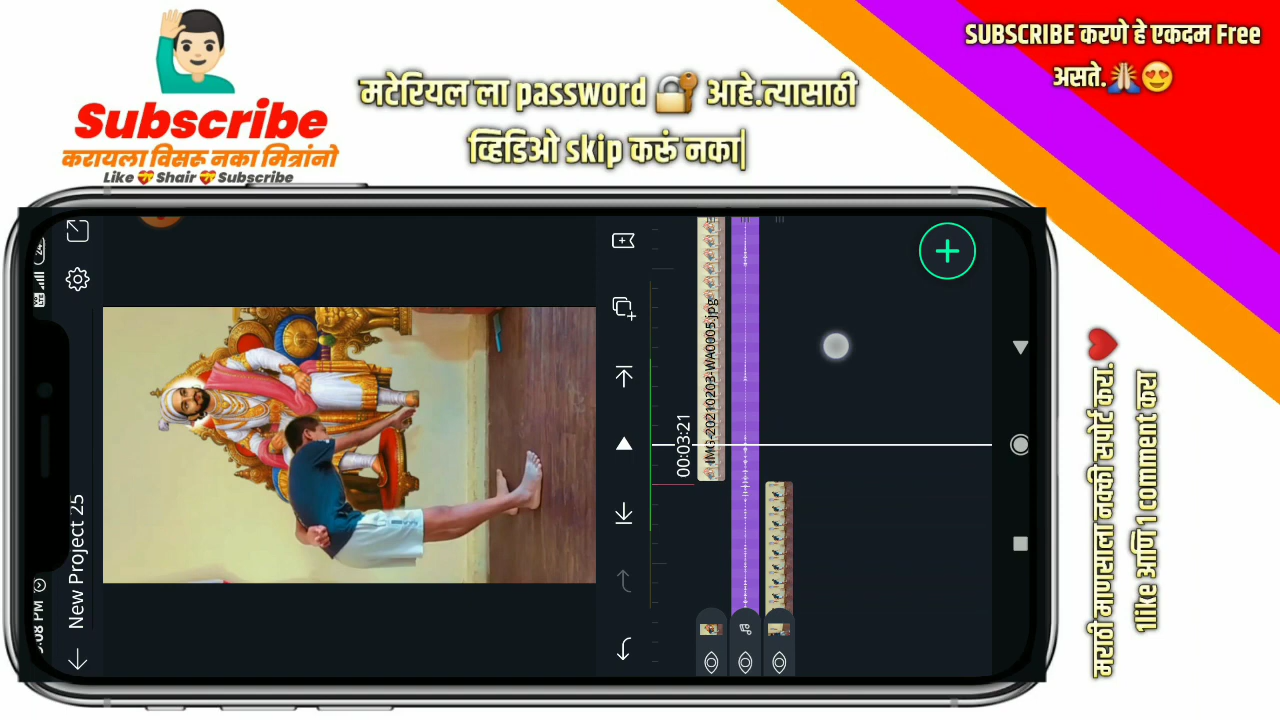 Subscribe
करायला विसरू नका मित्रांनो
Like 💝 Shair 💝 Subscribe
मटेरियल ला password 🔐 आहे.त्यासाठी
व्हिडिओ skip करूं नका
SUBSCRIBE करणे हे एकदम Free
असते.🙏😍
24
New Project 25
00:03:21
IMG-20210203-WA0005.jpg
मराठी माणसाला नक्की सपोर्ट करा. ❤️
1like आणि 1 comment करा